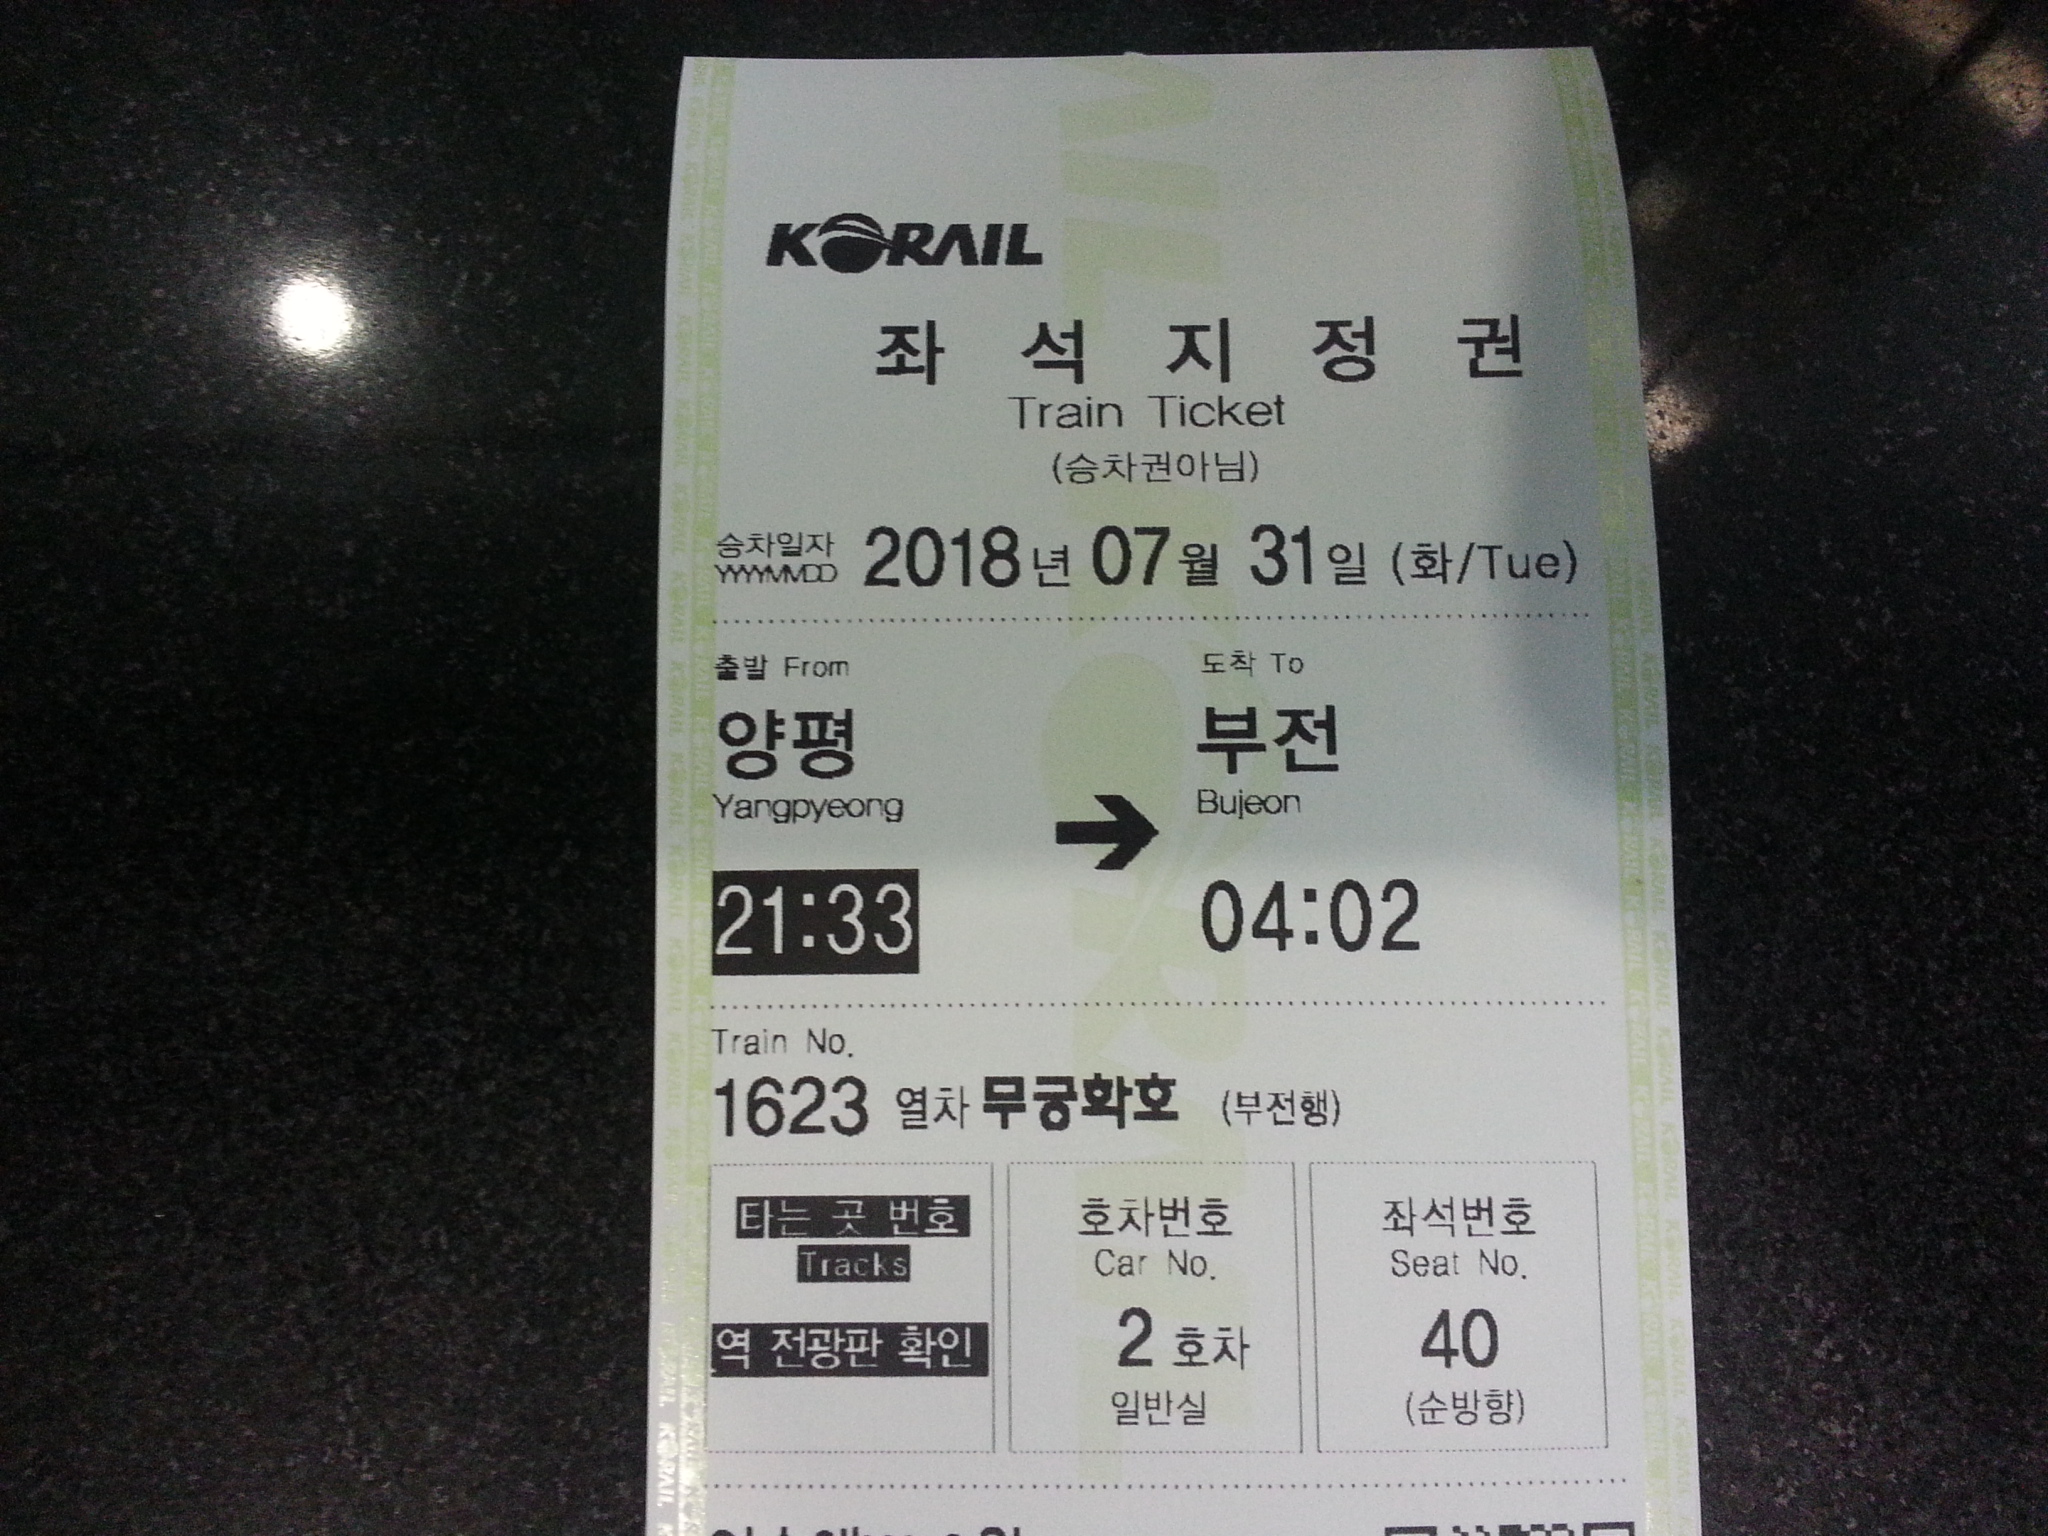 KORAIL
좌 석 지 정 권
Train Ticket
(승차권아님)
승차일자 2018년 07월 31일 (화/Tue)
YYYYMMDD
출발 From 도착 To
양평 부전
Yangpyeong Bujeon
21:33 04:02
Train No.
1623 열차 무궁화호 (부전행)
타는 곳 번호 호차번호 좌석번호
Tracks Car No. Seat No.
역 전광판 확인 2 호차 40
일반실 (순방향)